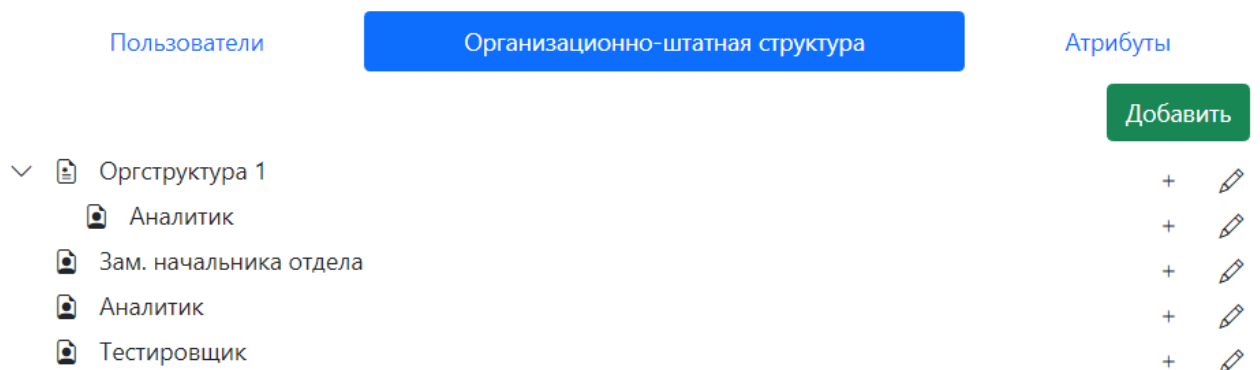 Пользователи Организационно-штатная структура Атрибуты
Добавить
Оргструктура 1
Аналитик
Зам. начальника отдела
Аналитик
Тестировщик